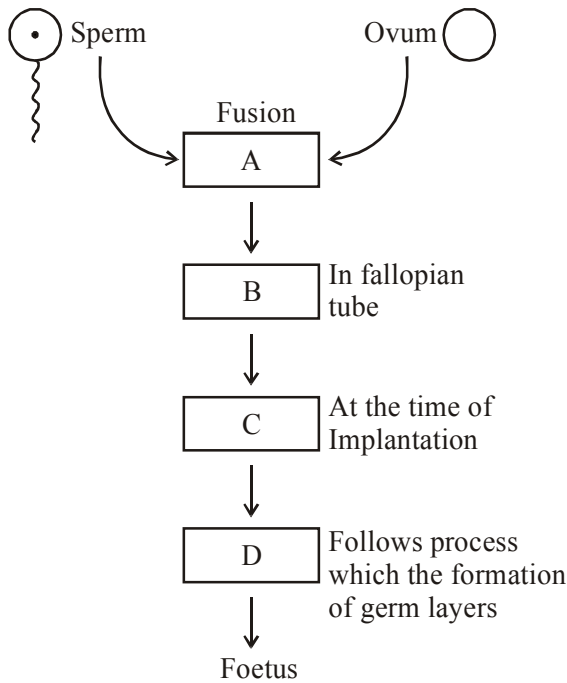 Sperm
Ovum
Fusion
A
B
In fallopian
tube
C
At the time of
Implantation
D
Follows process
which the formation
of germ layers
Foetus